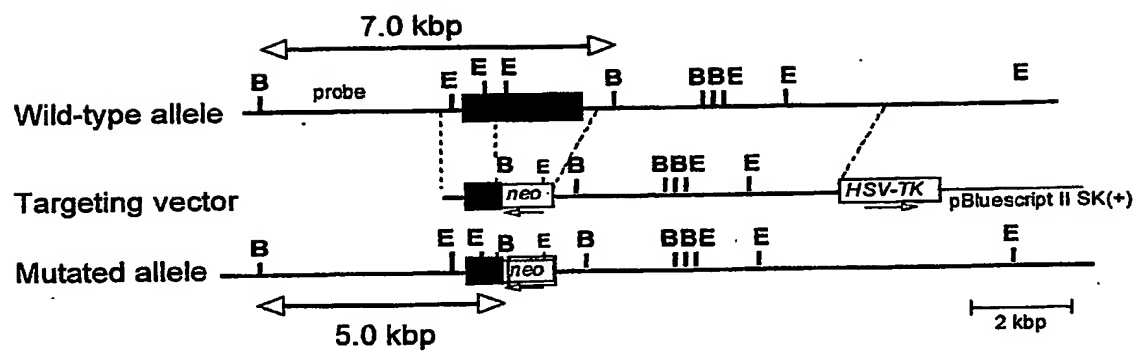 7.0 kbp
B E E E B BBE E E
probe
Wild-type allele
B E B BBE E
neo HSV-TK
Targeting vector pBluescript II SK(+)
B E E B E B BBE E E
Mutated allele neo
5.0 kbp 2 kbp